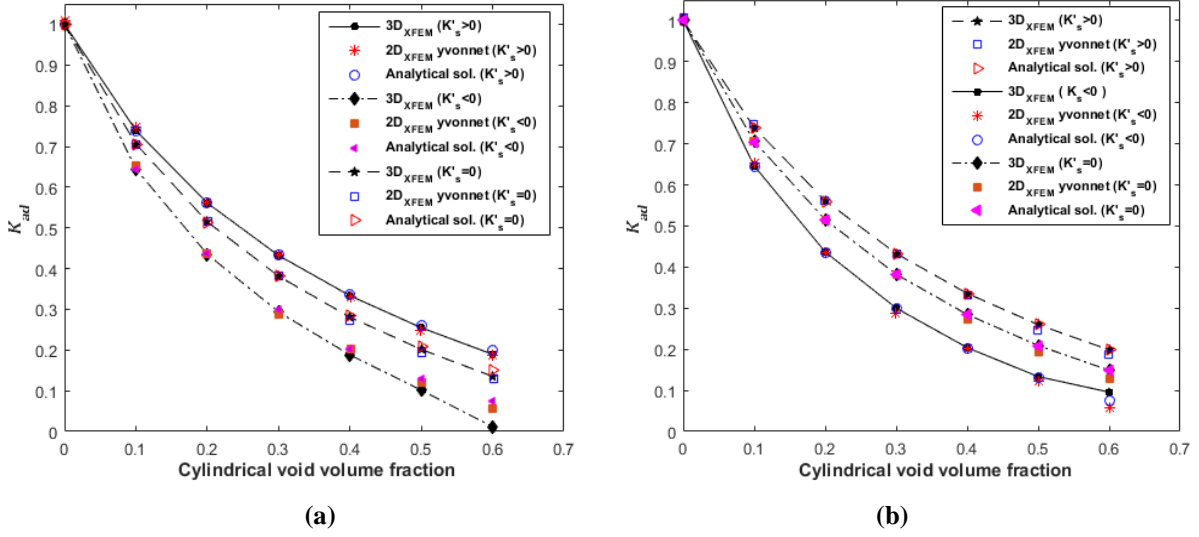 1
0.9
0.8
0.7
0.6
0.5
0.4
0.3
0.2
0.1
0
K_ad
0 0.1 0.2 0.3 0.4 0.5 0.6 0.7
Cylindrical void volume fraction
3D_XFEM (K'_s>0)
2D_XFEM yvonnet (K'_s>0)
Analytical sol. (K'_s>0)
3D_XFEM (K'_s<0)
2D_XFEM yvonnet (K'_s<0)
Analytical sol. (K'_s<0)
3D_XFEM (K'_s=0)
2D_XFEM yvonnet (K'_s=0)
Analytical sol. (K'_s=0)
(a)
1
0.9
0.8
0.7
0.6
0.5
0.4
0.3
0.2
0.1
0
K_ad
0 0.1 0.2 0.3 0.4 0.5 0.6 0.7
Cylindrical void volume fraction
3D_XFEM (K'_s>0)
2D_XFEM yvonnet (K'_s>0)
Analytical sol. (K'_s>0)
3D_XFEM ( K_s<0 )
2D_XFEM yvonnet (K'_s<0)
Analytical sol. (K'_s<0)
3D_XFEM (K'_s=0)
2D_XFEM yvonnet (K'_s=0)
Analytical sol. (K'_s=0)
(b)